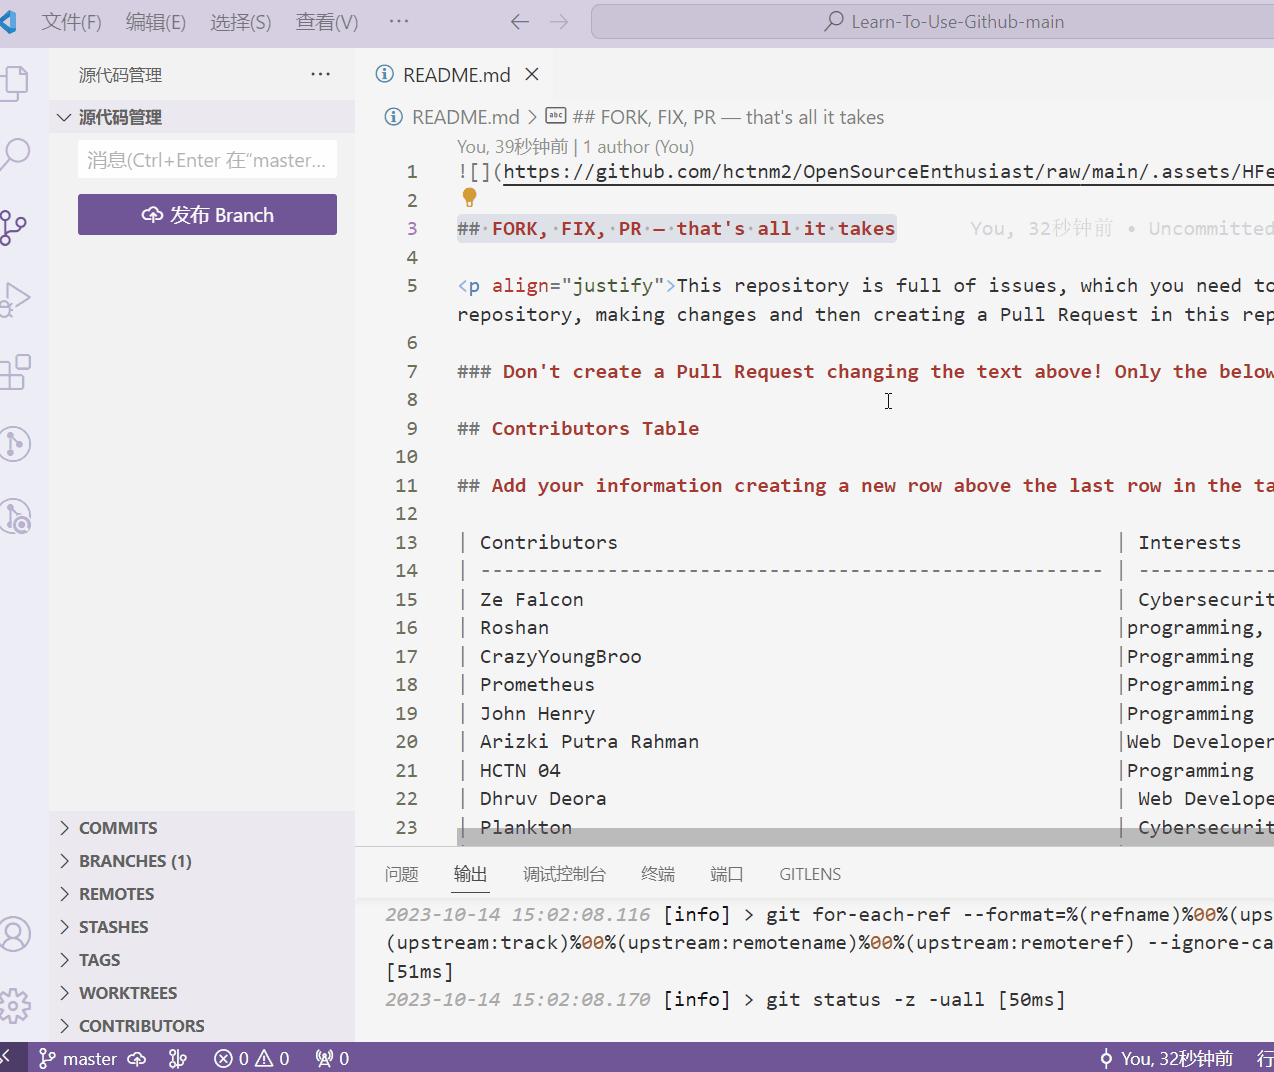 文件(F) 编辑(E) 选择(S) 查看(V) ··· Learn-To-Use-Github-main
源代码管理 ···
源代码管理
消息(Ctrl+Enter 在“master...
发布 Branch
COMMITS
BRANCHES (1)
REMOTES
STASHES
TAGS
WORKTREES
CONTRIBUTORS
README.md
README.md > ## FORK, FIX, PR — that's all it takes
You, 39秒钟前 | 1 author (You)
1 ![](https://github.com/hctnm2/OpenSourceEnthusiast/raw/main/.assets/HFe
2
3 ## FORK, FIX, PR — that's all it takes You, 32秒钟前 • Uncommitted
4
5 <p align="justify">This repository is full of issues, which you need to
repository, making changes and then creating a Pull Request in this rep
6
7 ### Don't create a Pull Request changing the text above! Only the below
8
9 ## Contributors Table
10
11 ## Add your information creating a new row above the last row in the ta
12
13 | Contributors | Interests
14 | ------------------------------------------------------ | ------------
15 | Ze Falcon | Cybersecurit
16 | Roshan |programming,
17 | CrazyYoungBroo |Programming
18 | Prometheus |Programming
19 | John Henry |Programming
20 | Arizki Putra Rahman |Web Developer
21 | HCTN 04 |Programming
22 | Dhruv Deora | Web Develope
23 | Plankton | Cybersecurit
问题 输出 调试控制台 终端 端口 GITLENS
2023-10-14 15:02:08.116 [info] > git for-each-ref --format=%(refname)%00%(ups
(upstream:track)%00%(upstream:remotename)%00%(upstream:remoteref) --ignore-ca
[51ms]
2023-10-14 15:02:08.170 [info] > git status -z -uall [50ms]
master 0 0 0 You, 32秒钟前 行